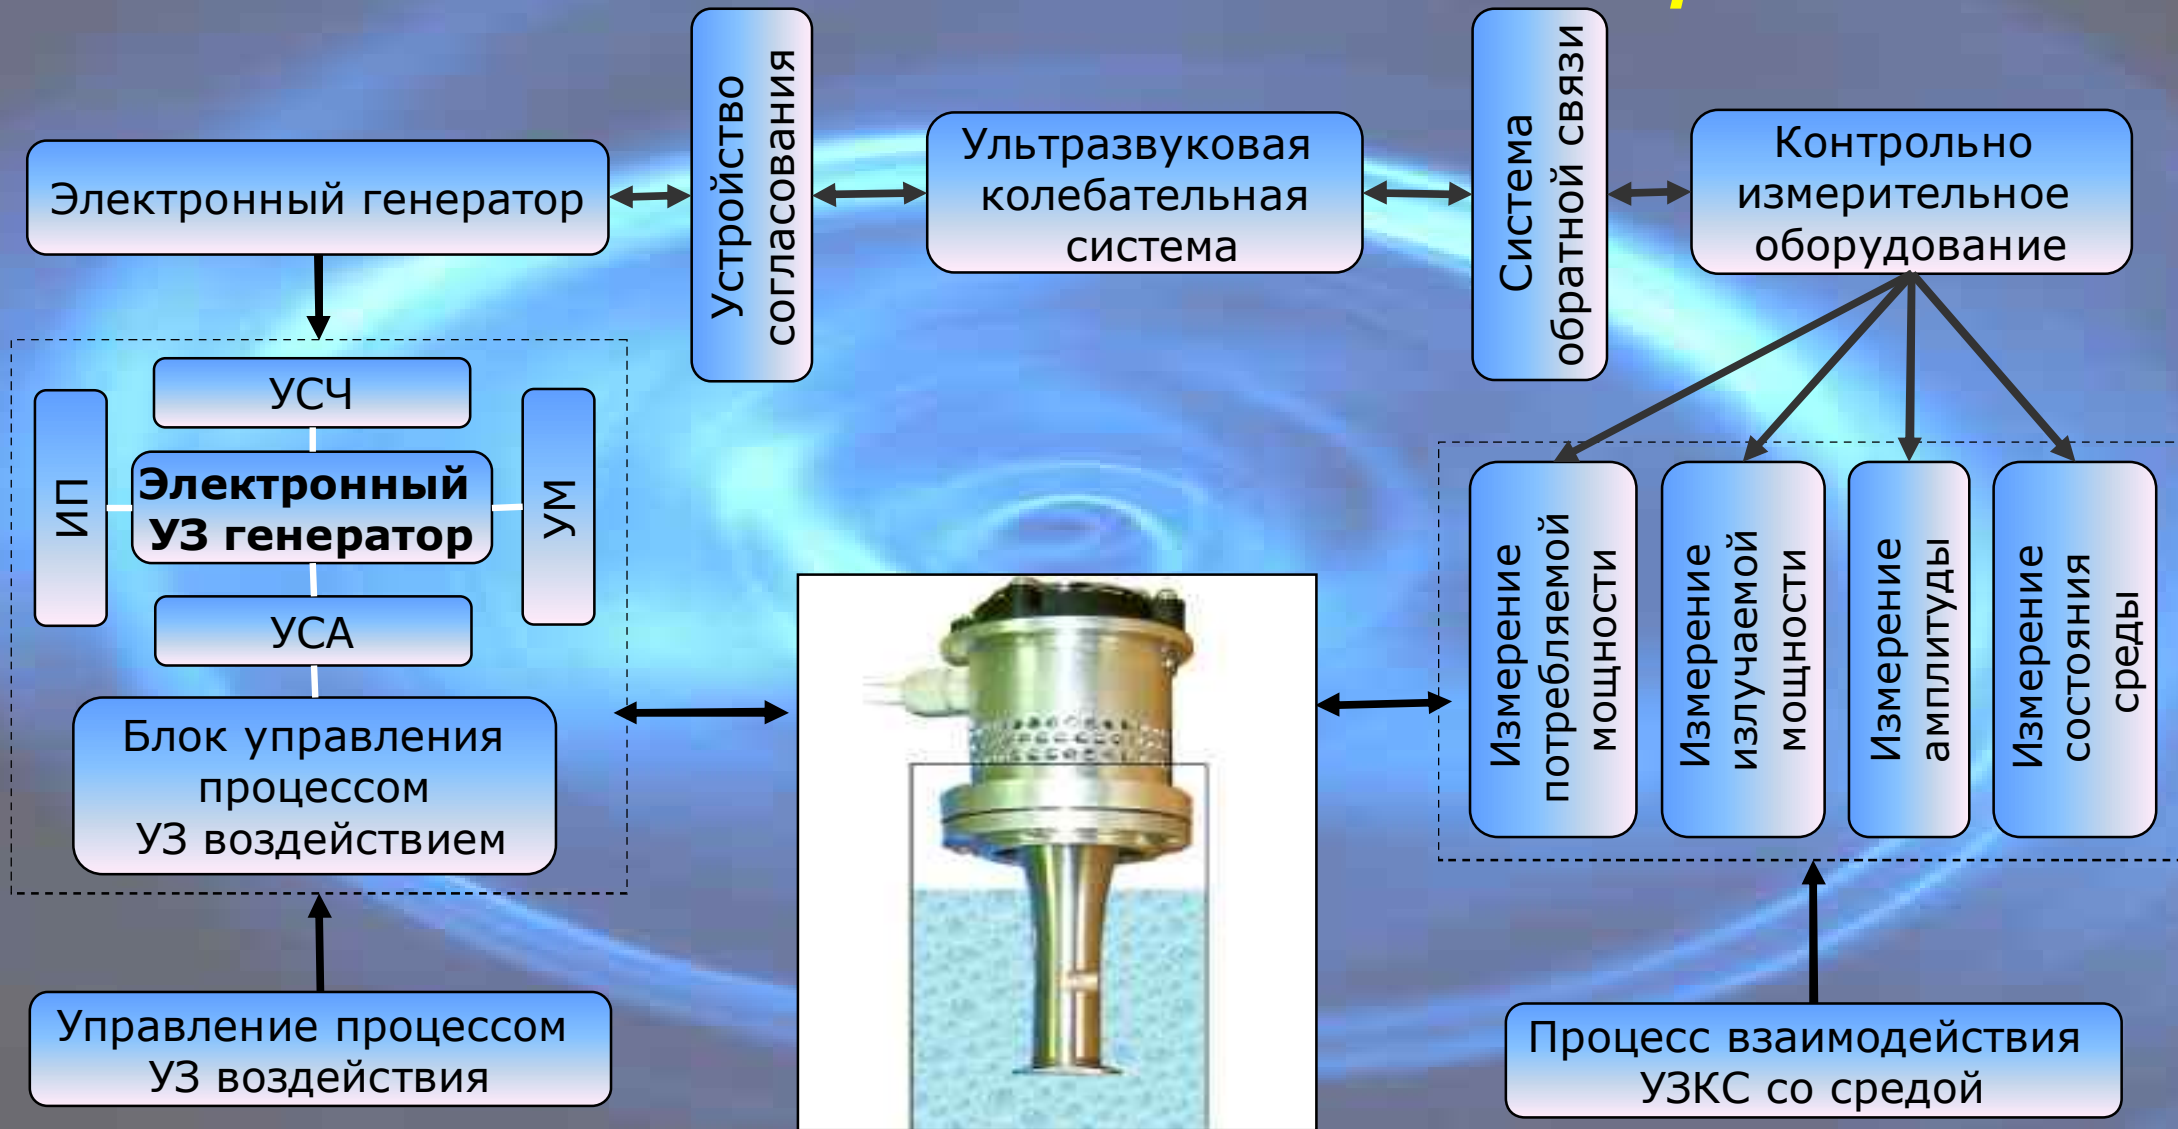 Электронный генератор
Устройство
согласования
Ультразвуковая
колебательная
система
Система
обратной связи
Контрольно
измерительное
оборудование
УСЧ
ИП
Электронный
УЗ генератор
УМ
УСА
Блок управления
процессом
УЗ воздействием
Управление процессом
УЗ воздействия
Измерение
потребляемой
мощности
Измерение
излучаемой
мощности
Измерение
амплитуды
Измерение
состояния
среды
Процесс взаимодействия
УЗКС со средой